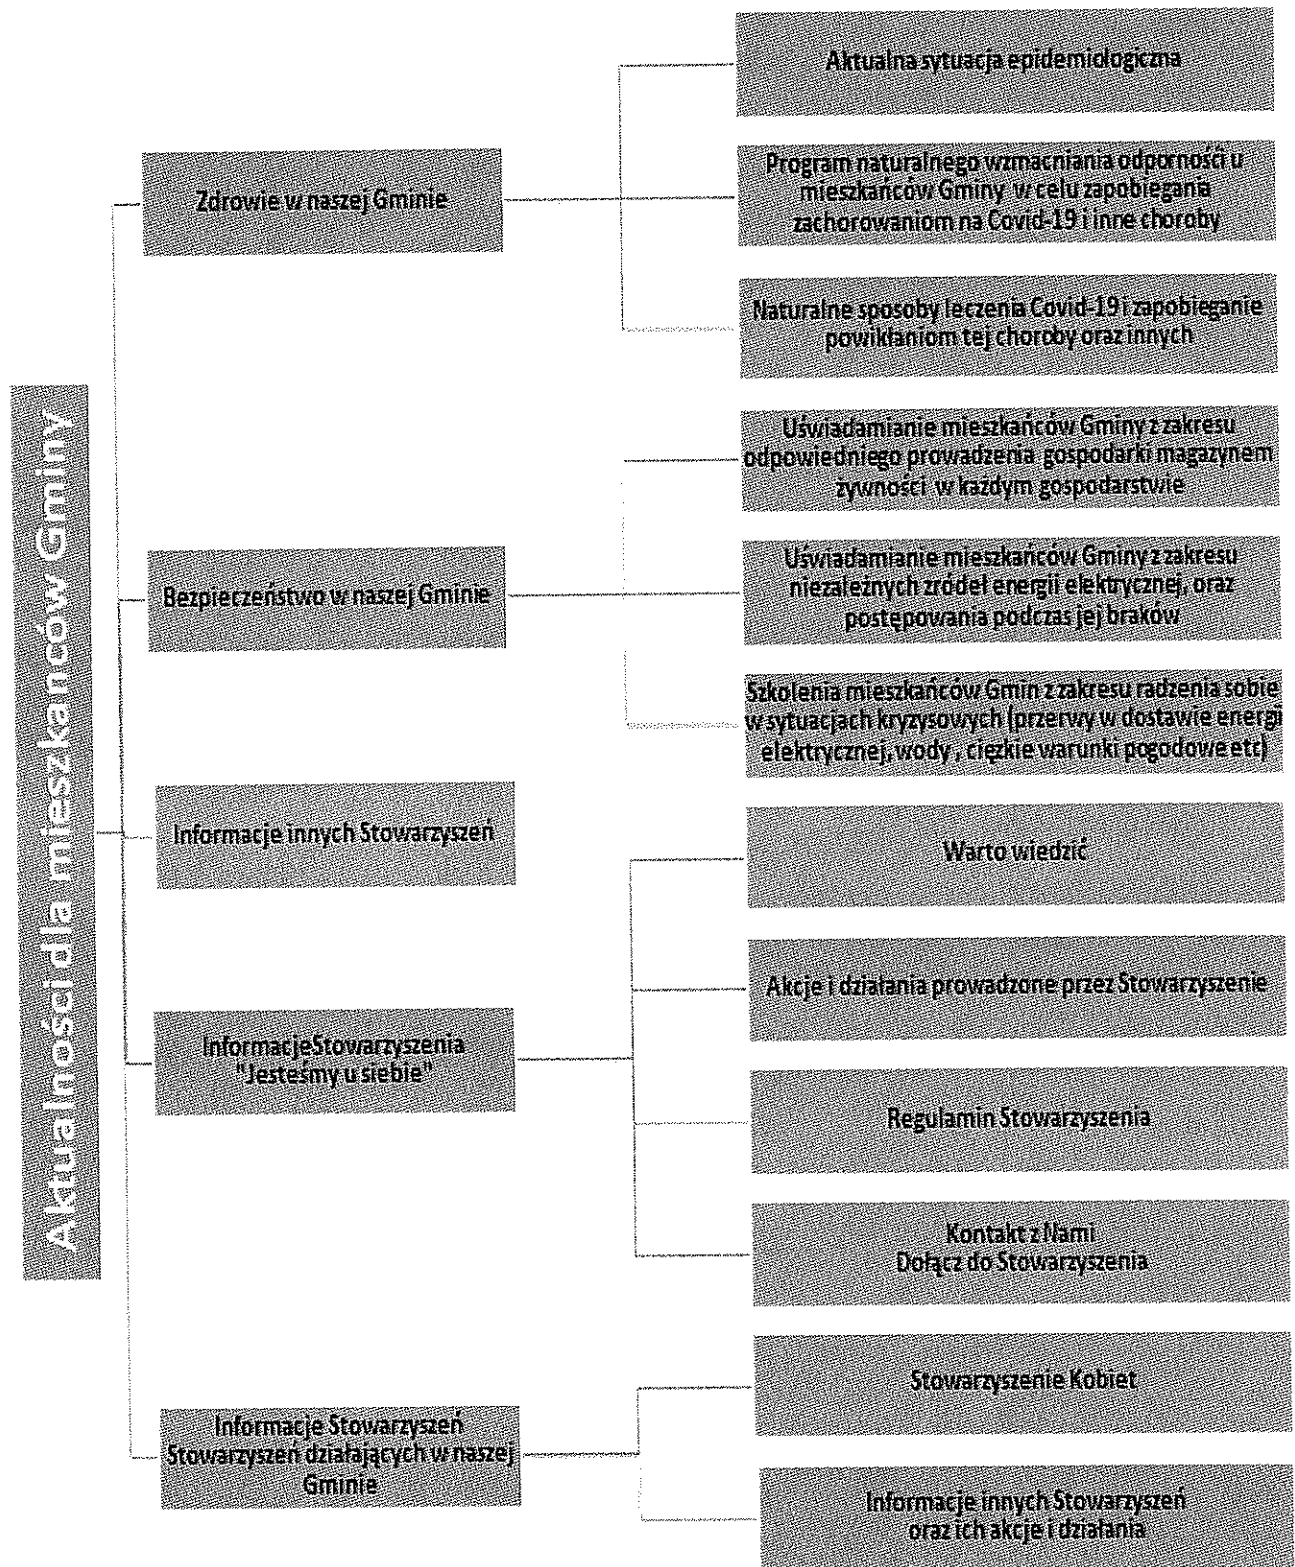 Aktualności dla mieszkańców Gminy
Zdrowie w naszej Gminie
Aktualna sytuacja epidemiologiczna
Program naturalnego wzmacniania odpornośći u
mieszkańców Gminy w celu zapobiegania
zachorowaniom na Covid-19 i inne choroby
Naturalne sposoby leczenia Covid-19 i zapobieganie
powikłaniom tej choroby oraz innych
Bezpieczeństwo w naszej Gminie
Uświadamianie mieszkańców Gminy z zakresu
odpowiedniego prowadzenia gospodarki magazynem
żywności w każdym gospodarstwie
Uświadamianie mieszkańców Gminy z zakresu
niezależnych zródeł energii elektrycznej, oraz
postępowania podczas jej braków
Szkolenia mieszkańców Gmin z zakresu radzenia sobie
w sytuacjach kryzysowych (przerwy w dostawie energi
elektrycznej, wody , ciężkie warunki pogodowe etc)
Informacje innych Stowarzyszeń
InformacjeStowarzyszenia
"Jesteśmy u siebie"
Warto wiedzić
Akcje i działania prowadzone przez Stowarzyszenie
Regulamin Stowarzyszenia
Kontakt z Nami
Dołącz do Stowarzyszenia
Informacje Stowarzyszeń
Stowarzyszeń działających w naszej
Gminie
Stowarzyszenie Kobiet
Informacje innych Stowarzyszeń
oraz ich akcje i działania